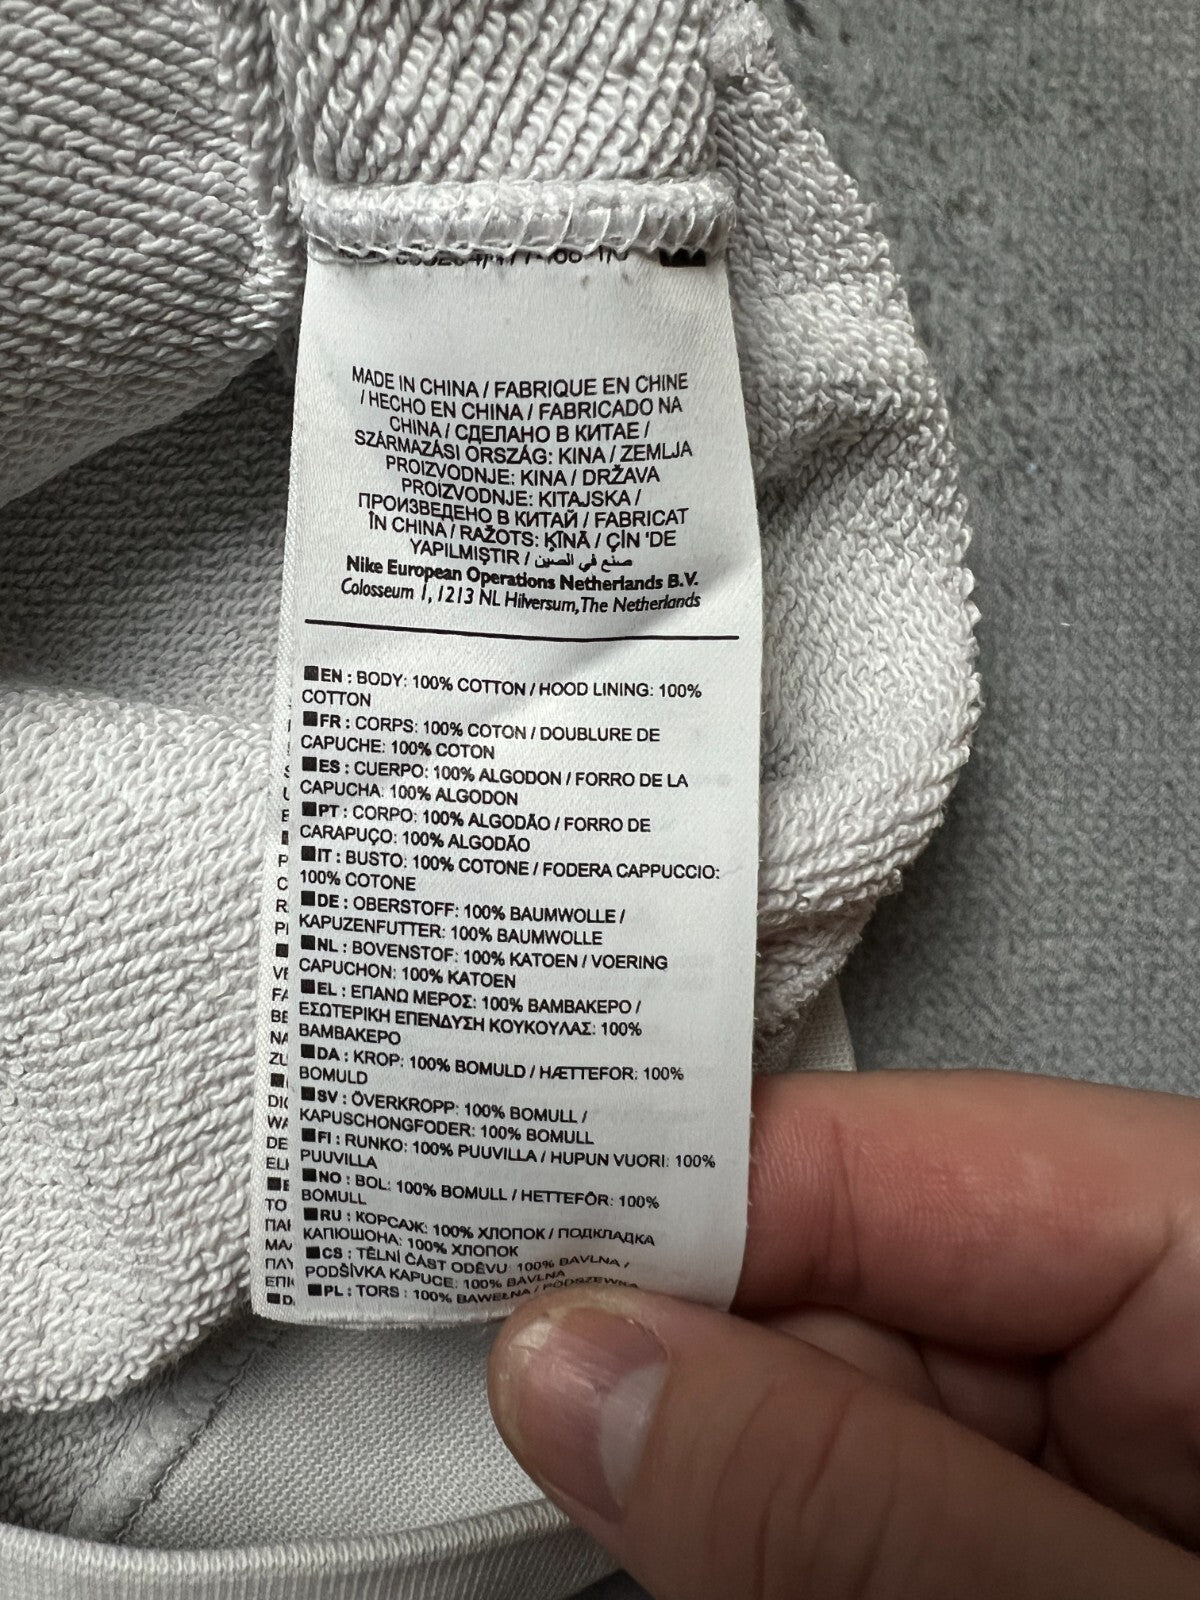 MADE IN CHINA / FABRIQUE EN CHINE
/ HECHO EN CHINA / FABRICADO NA
CHINA / СДЕЛАНО В КИТАЕ /
SZÁRMAZÁSI ORSZÁG: KINA / ZEMLJA
PROIZVODNJE: KINA / DRŽAVA
PROIZVODNJE: KITAJSKA /
ПРОИЗВЕДЕНО В КИТАЙ / FABRICAT
ÎN CHINA / RAŽOTS: ĶĪNĀ / ÇİN 'DE
YAPILMIŞTIR / صنع في الصين
Nike European Operations Netherlands B.V.
Colosseum 1, 1213 NL Hilversum, The Netherlands
EN : BODY: 100% COTTON / HOOD LINING: 100%
COTTON
FR : CORPS: 100% COTON / DOUBLURE DE
CAPUCHE: 100% COTON
ES : CUERPO: 100% ALGODON / FORRO DE LA
CAPUCHA: 100% ALGODON
PT : CORPO: 100% ALGODÃO / FORRO DE
CARAPUÇO: 100% ALGODÃO
IT : BUSTO: 100% COTONE / FODERA CAPPUCCIO:
100% COTONE
DE : OBERSTOFF: 100% BAUMWOLLE /
KAPUZENFUTTER: 100% BAUMWOLLE
NL : BOVENSTOF: 100% KATOEN / VOERING
CAPUCHON: 100% KATOEN
EL : ΕΠΑΝΩ ΜΕΡΟΣ: 100% ΒΑΜΒΑΚΕΡΟ /
ΕΣΩΤΕΡΙΚΗ ΕΠΕΝΔΥΣΗ ΚΟΥΚΟΥΛΑΣ: 100%
ΒΑΜΒΑΚΕΡΟ
DA : KROP: 100% BOMULD / HÆTTEFOR: 100%
BOMULD
SV : ÖVERKROPP: 100% BOMULL /
KAPUSCHONGFODER: 100% BOMULL
FI : RUNKO: 100% PUUVILLA / HUPUN VUORI: 100%
PUUVILLA
NO : BOL: 100% BOMULL / HETTEFÔR: 100%
BOMULL
RU : КОРСАЖ: 100% ХЛОПОК / ПОДКЛАДКА
КАПЮШОНА: 100% ХЛОПОК
CS : TĚLNÍ ČÁST ODĚVU: 100% BAVLNA /
PODŠÍVKA KAPUCE: 100% BAVLNA
PL : TORS : 100% BAWEŁNA / PODSZEWKA